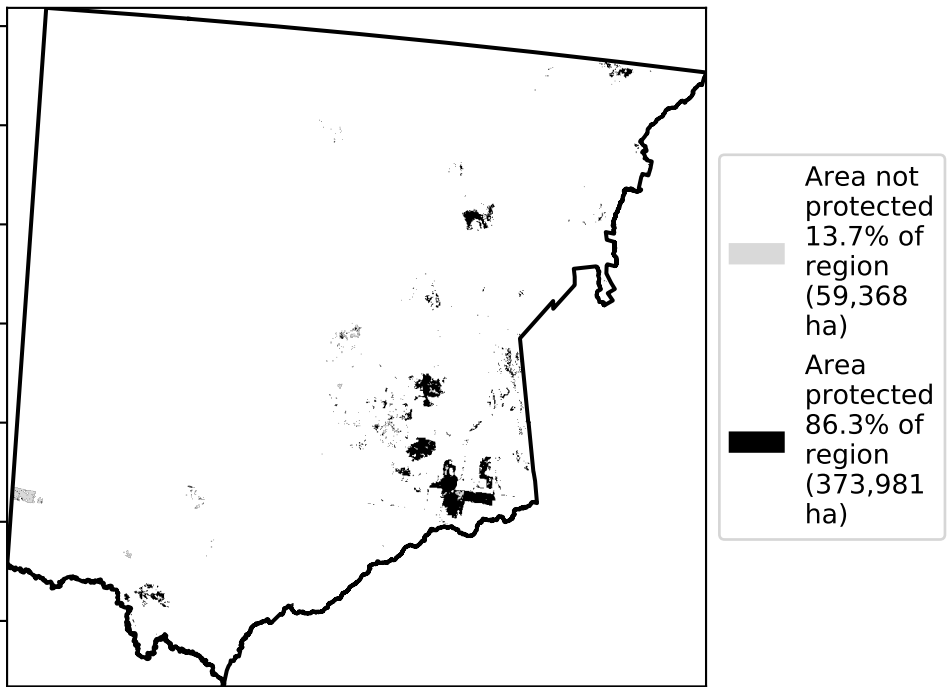 Area not
protected
13.7% of
region
(59,368
ha)
Area
protected
86.3% of
region
(373,981
ha)